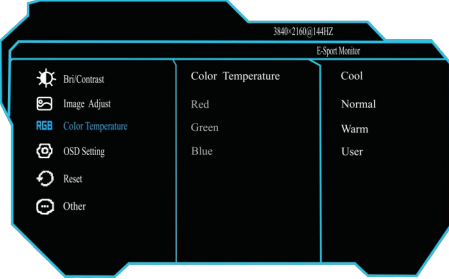 3840×2160@144HZ
E-Sport Monitor
Bri/Contrast
Image Adjust
RGB Color Temperature
OSD Setting
Reset
Other
Color Temperature
Red
Green
Blue
Cool
Normal
Warm
User